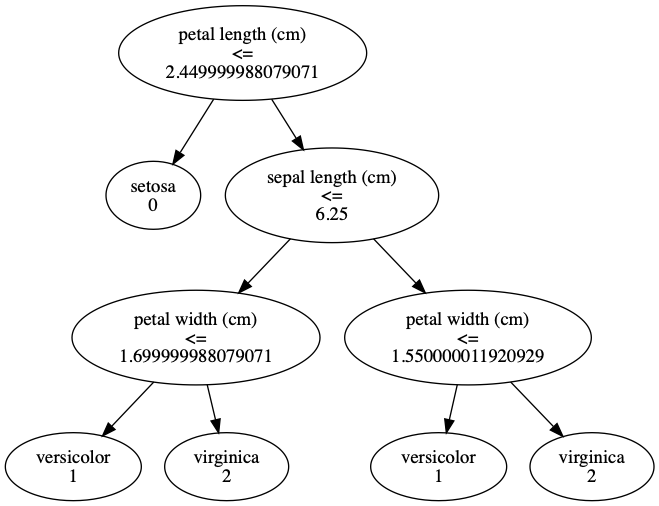 petal length (cm)
<=
2.449999988079071
setosa
0
sepal length (cm)
<=
6.25
petal width (cm)
<=
1.699999988079071
petal width (cm)
<=
1.550000011920929
versicolor
1
virginica
2
versicolor
1
virginica
2